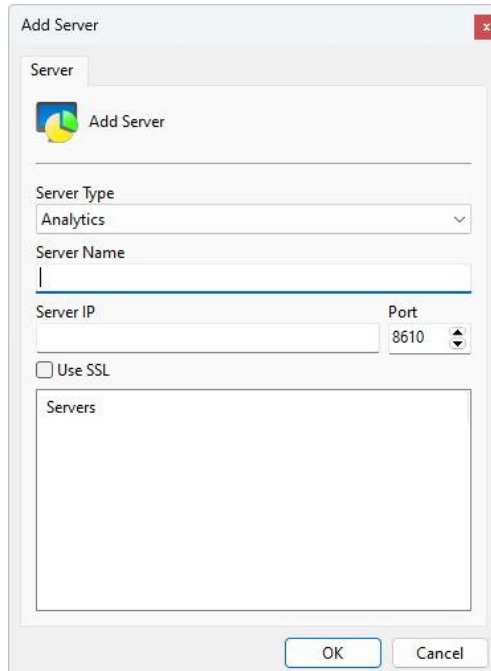 Add Server
x
Server
Add Server
Server Type
Analytics
Server Name
Server IP
Port
8610
Use SSL
Servers
OK
Cancel